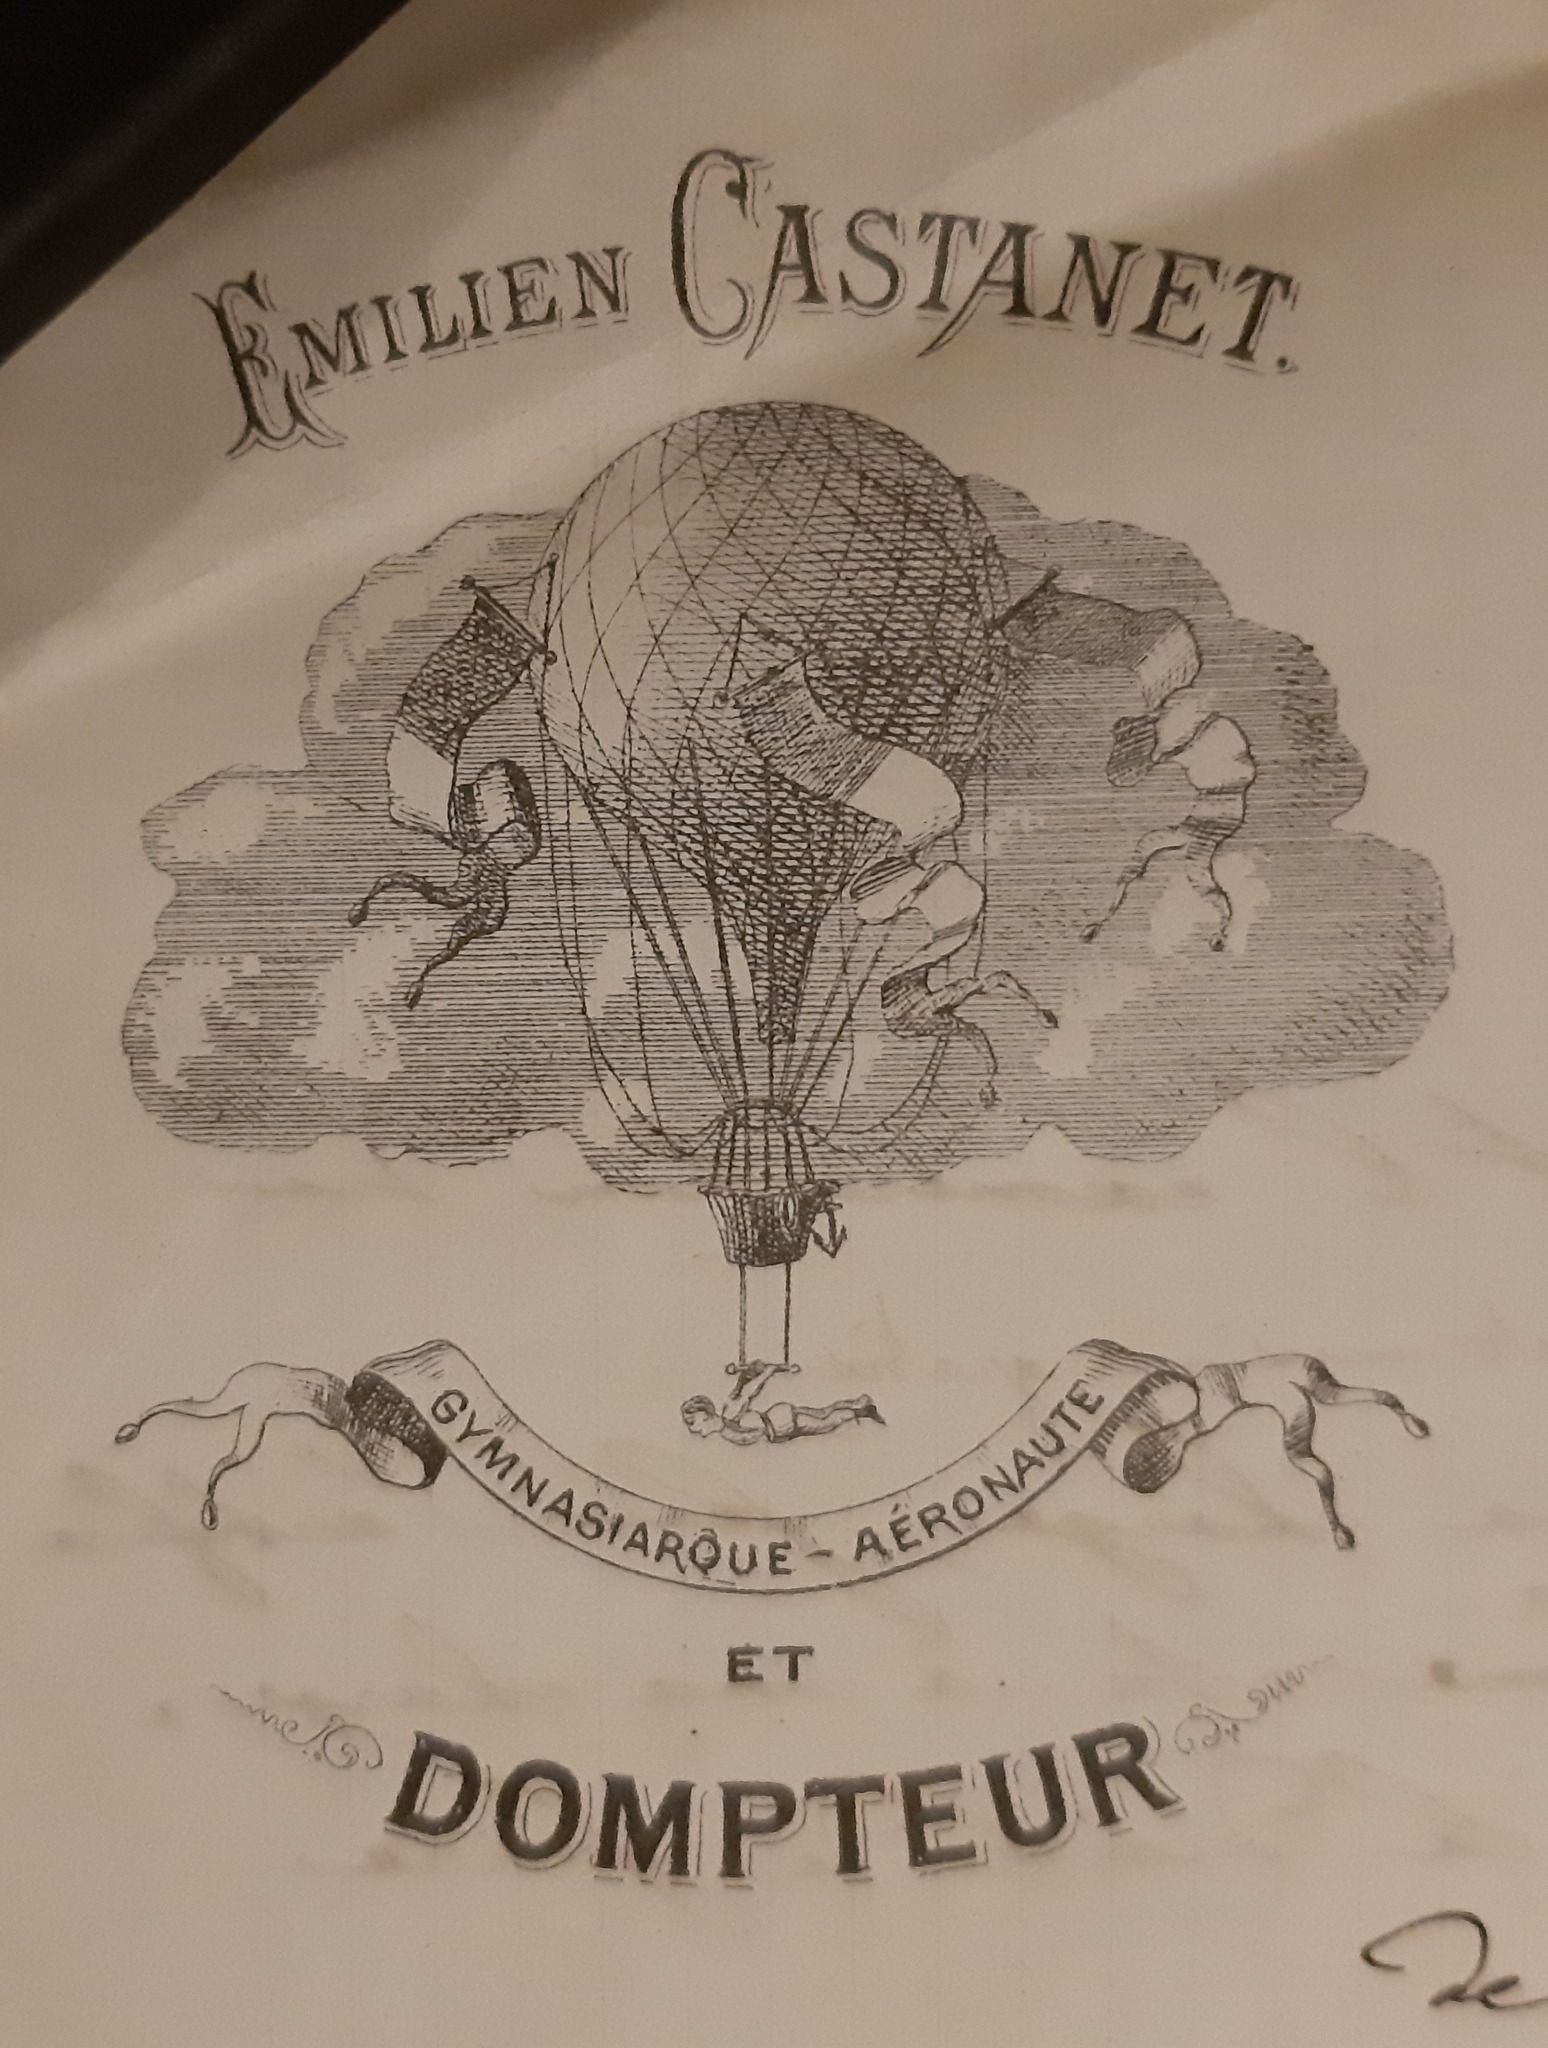 EMILIEN CASTANET.
GYMNASIARQUE - AÉRONAUTE
ET
DOMPTEUR